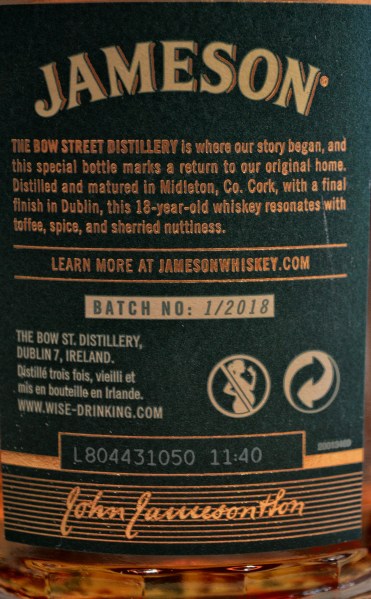 JAMESON®
THE BOW STREET DISTILLERY is where our story began, and
this special bottle marks a return to our original home.
Distilled and matured in Midleton, Co. Cork, with a final
finish in Dublin, this 18-year-old whiskey resonates with
toffee, spice, and sherried nuttiness.
LEARN MORE AT JAMESONWHISKEY.COM
BATCH NO: 1/2018
THE BOW ST. DISTILLERY,
DUBLIN 7, IRELAND.
Distillé trois fois, vieilli et
mis en bouteille en Irlande.
WWW.WISE-DRINKING.COM
L804431050 11:40
John Jameson & Son